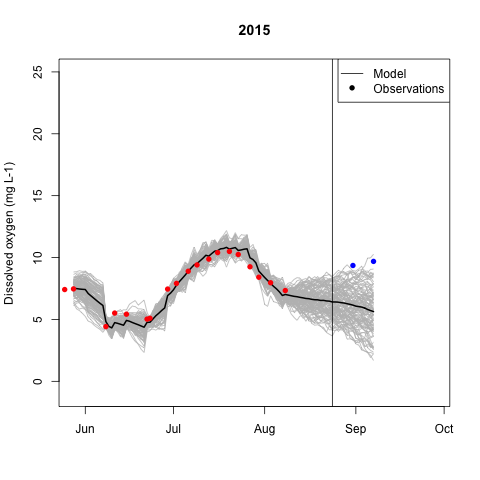 2015
Dissolved oxygen (mg L-1)
25
20
15
10
5
0
Model
Observations
Jun
Jul
Aug
Sep
Oct